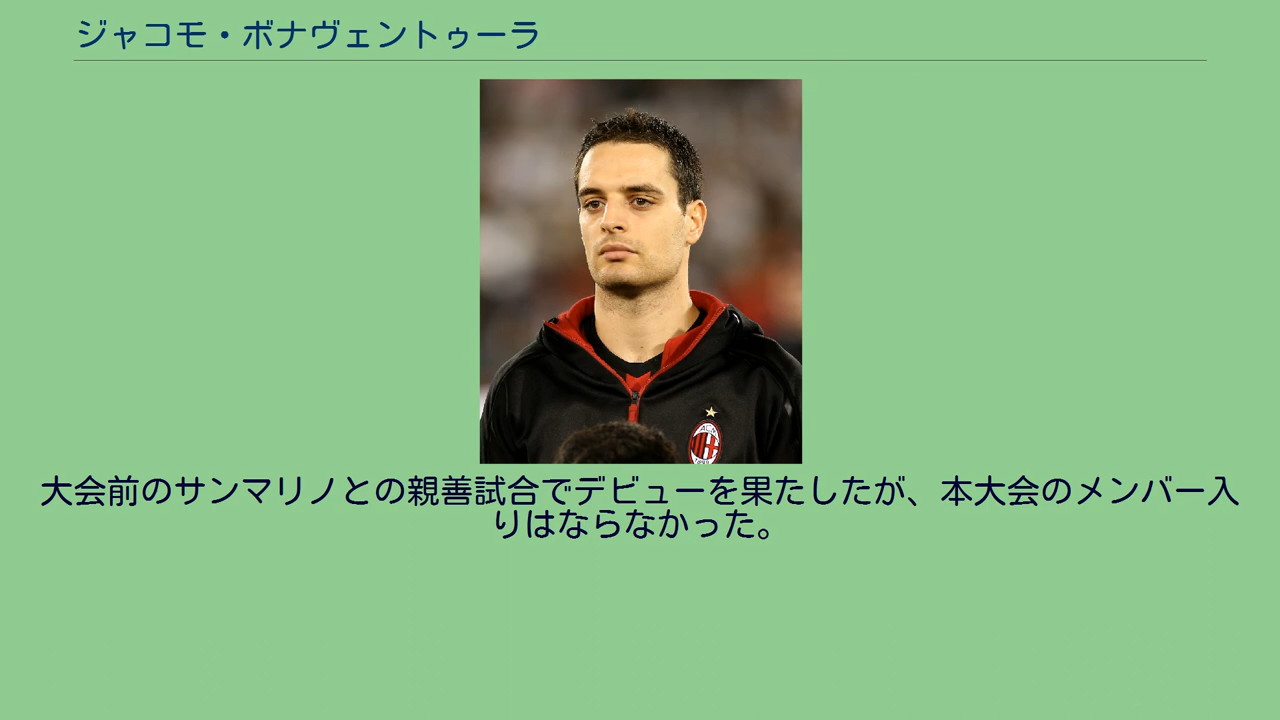 ジャコモ・ボナヴェントゥーラ
ACM
1899
大会前のサンマリノとの親善試合でデビューを果たしたが、本大会のメンバー入
りはならなかった。